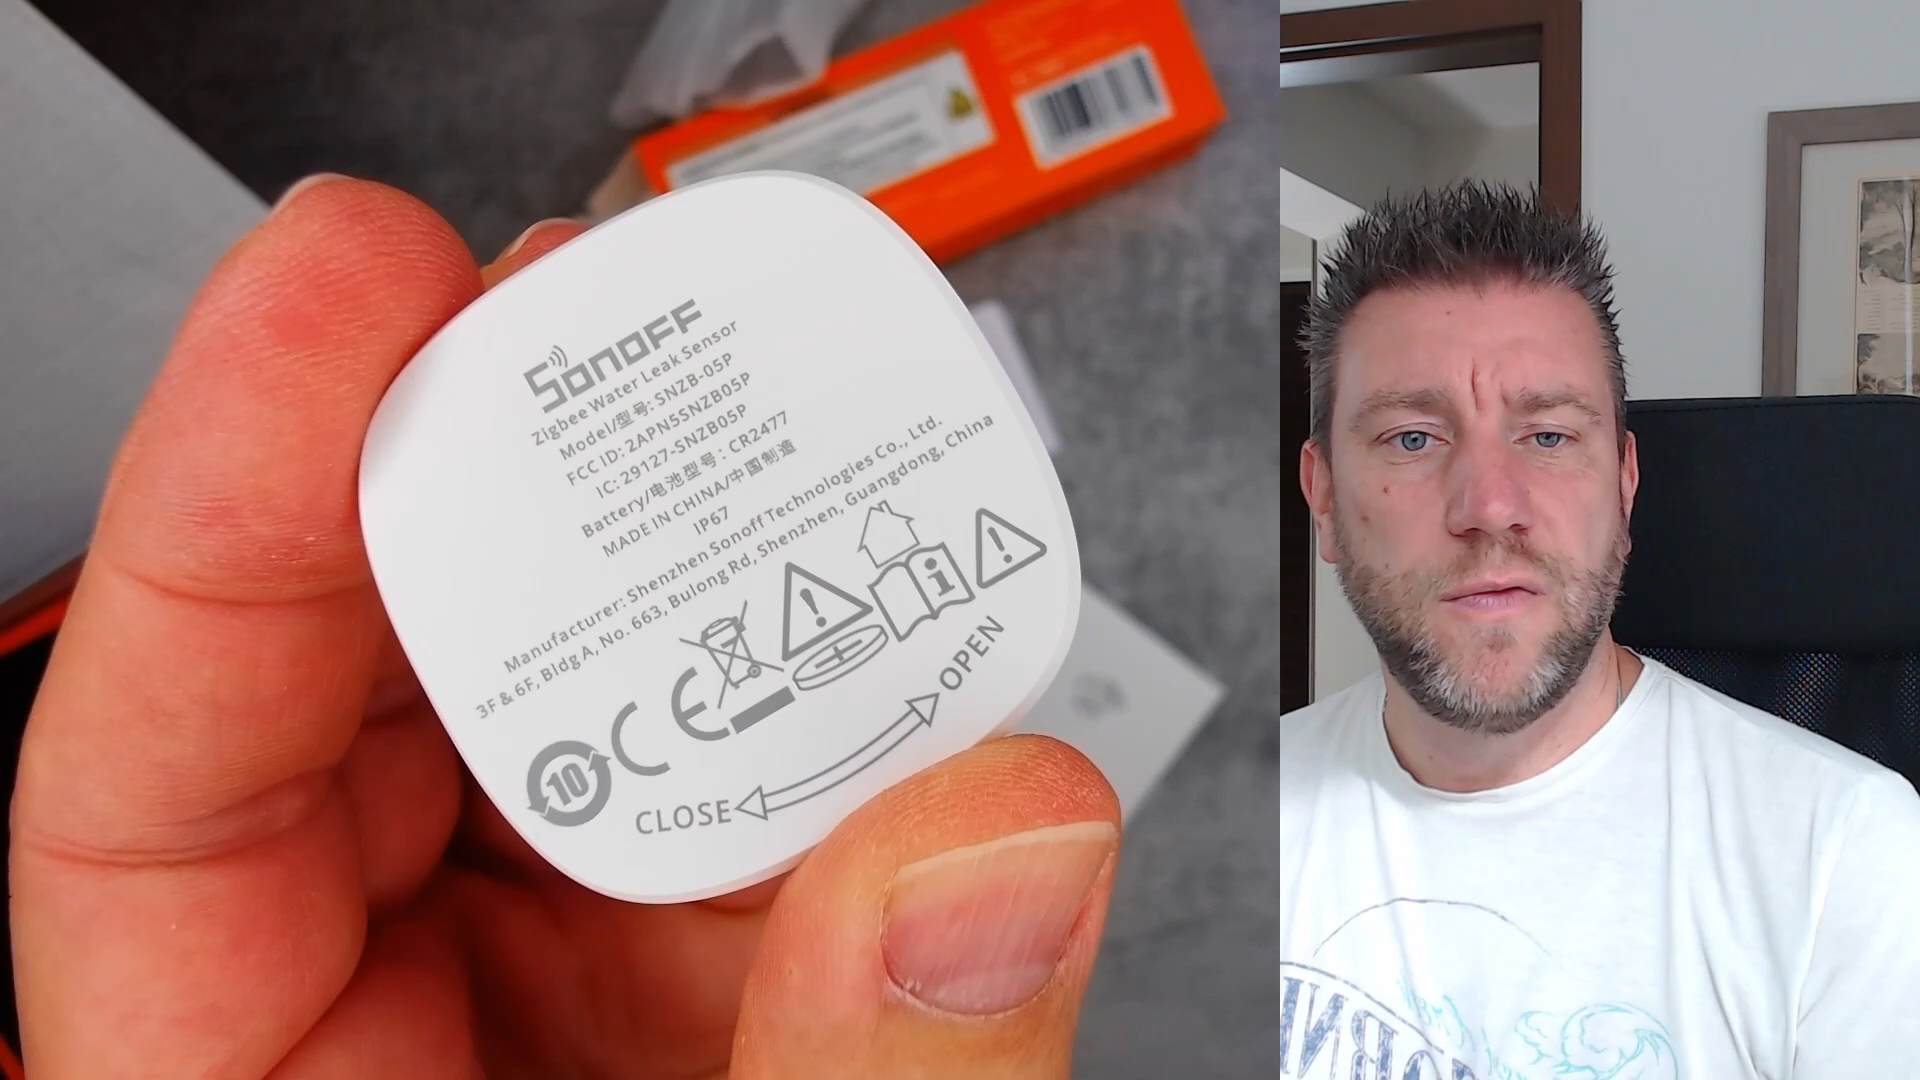 SONOFF
Zigbee Water Leak Sensor
Model/型号: SNZB-05P
FCC ID: 2APN5SNZB05P
IC: 29127-SNZB05P
Battery/电池型号: CR2477
MADE IN CHINA/中国制造
IP67
Manufacturer: Shenzhen Sonoff Technologies Co., Ltd.
3F & 6F, Bldg A, No. 663, Bulong Rd, Shenzhen, Guangdong, China
10
CE
OPEN
CLOSE